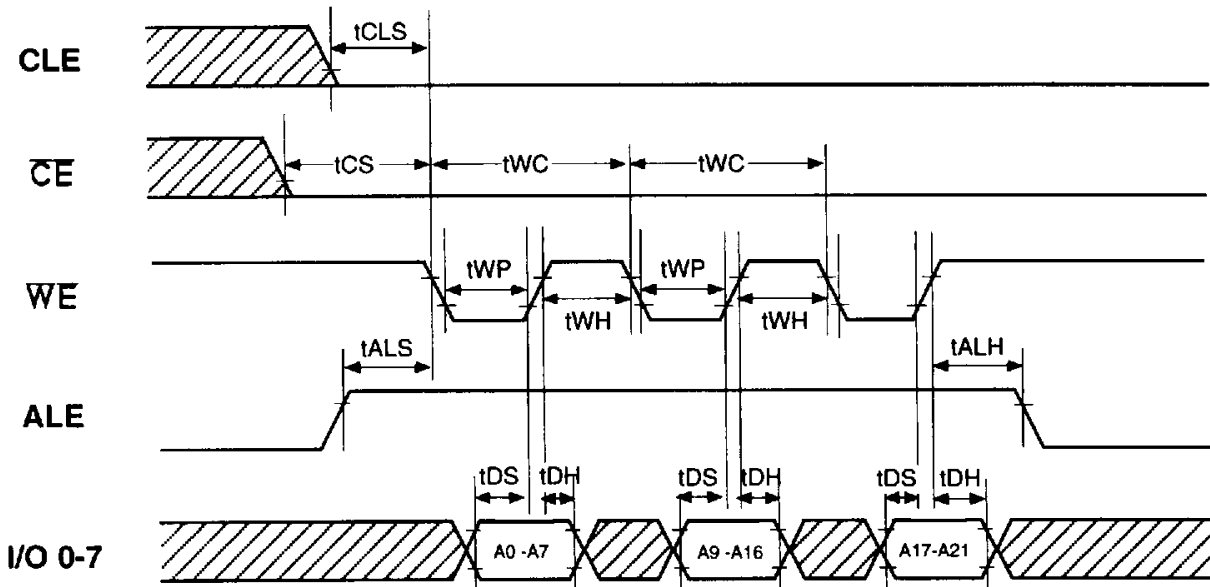 CLE
tCLS
CE
tCS
tWC
tWC
WE
tWP
tWP
tWH
tWH
tALS
tALH
ALE
tDS
tDH
tDS
tDH
tDS
tDH
I/O 0-7
A0 -A7
A9 -A16
A17-A21